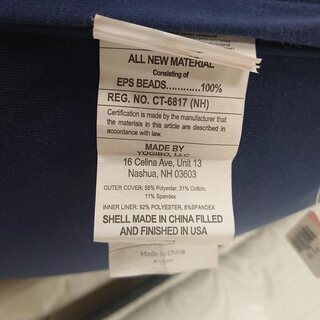 ALL NEW MATERIAL
Consisting of
EPS BEADS............100%
REG. NO. CT-6817 (NH)
Certification is made by the manufacturer that
the materials in this article are described in
accordance with law.
MADE BY
YOGIBO, LLC
16 Celina Ave, Unit 13
Nashua, NH 03603
OUTER COVER: 58% Polyester, 31% Cotton,
11% Spandex
INNER LINER: 92% POLYESTER, 8%SPANDEX
SHELL MADE IN CHINA FILLED
AND FINISHED IN USA
Made in China